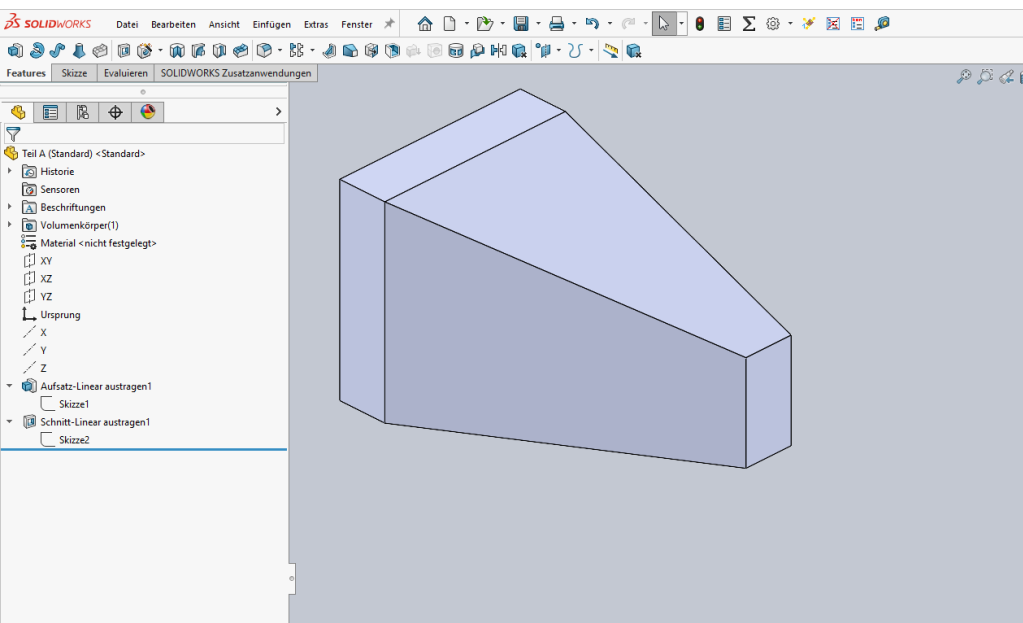 SOLIDWORKS Datei Bearbeiten Ansicht Einfügen Extras Fenster
Features Skizze Evaluieren SOLIDWORKS Zusatzanwendungen
Teil A (Standard) <Standard>
Historie
Sensoren
Beschriftungen
Volumenkörper(1)
Material <nicht festgelegt>
XY
XZ
YZ
Ursprung
X
Y
Z
Aufsatz-Linear austragen1
Skizze1
Schnitt-Linear austragen1
Skizze2